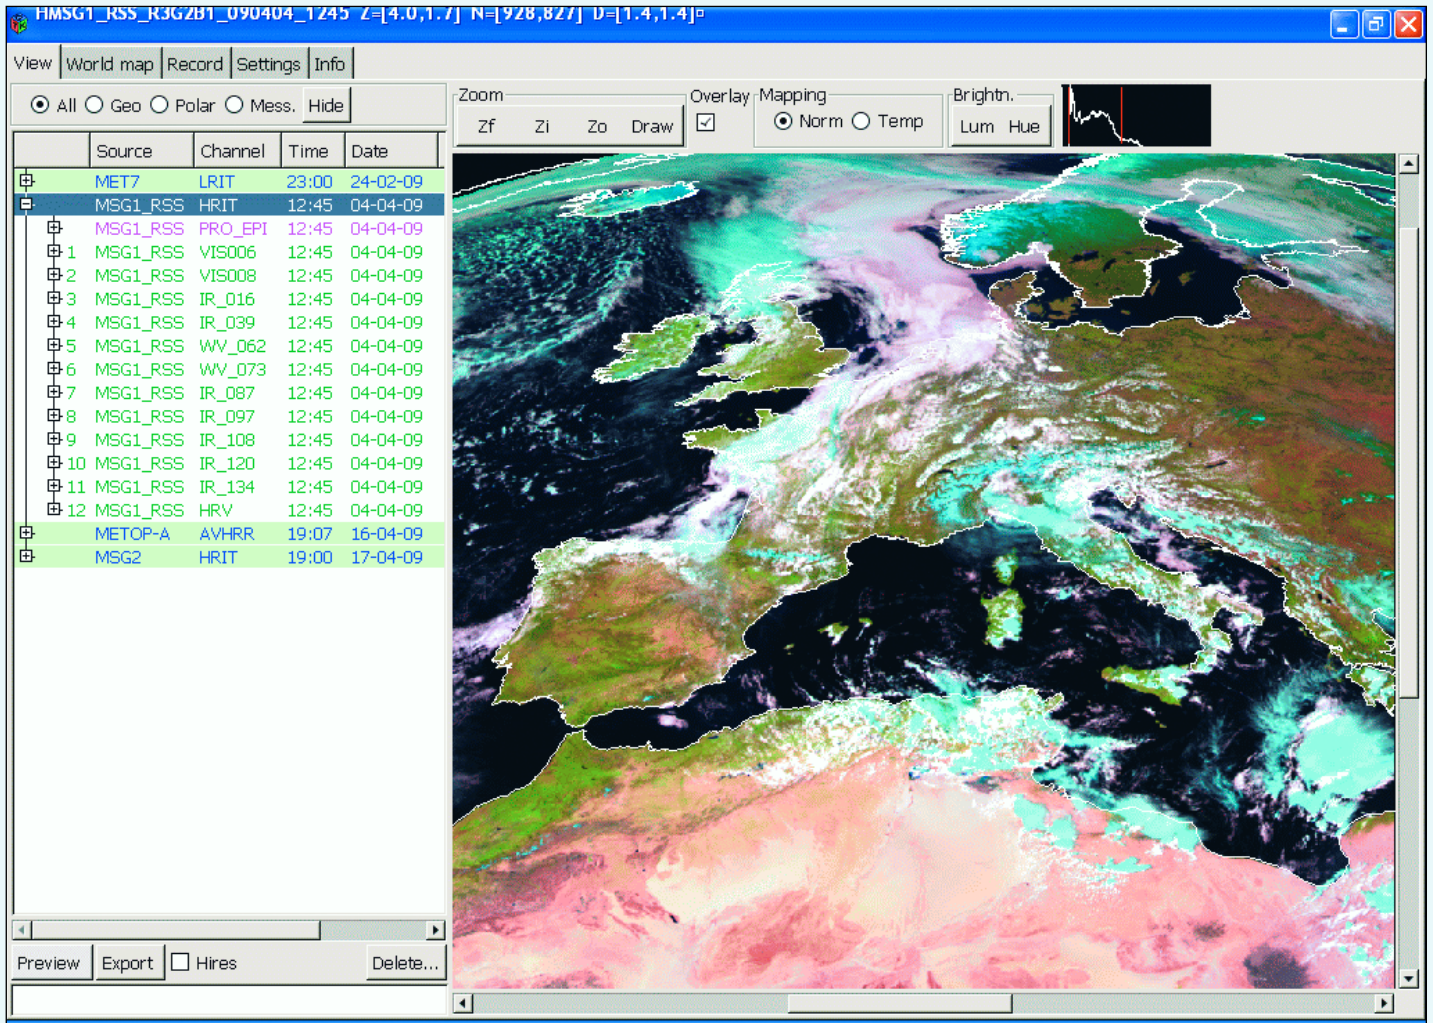 HMSG1_RSS_R3G2B1_090404_1245 Z=[4.0,1.7] N=[928,827] D=[1.4,1.4]
View World map Record Settings Info
All Geo Polar Mess. Hide
Zoom Overlay Mapping Brightn.
Zf Zi Zo Draw Norm Temp Lum Hue
Source Channel Time Date
MET7 LRIT 23:00 24-02-09
MSG1_RSS HRIT 12:45 04-04-09
MSG1_RSS PRO_EPI 12:45 04-04-09
1 MSG1_RSS VIS006 12:45 04-04-09
2 MSG1_RSS VIS008 12:45 04-04-09
3 MSG1_RSS IR_016 12:45 04-04-09
4 MSG1_RSS IR_039 12:45 04-04-09
5 MSG1_RSS WV_062 12:45 04-04-09
6 MSG1_RSS WV_073 12:45 04-04-09
7 MSG1_RSS IR_087 12:45 04-04-09
8 MSG1_RSS IR_097 12:45 04-04-09
9 MSG1_RSS IR_108 12:45 04-04-09
10 MSG1_RSS IR_120 12:45 04-04-09
11 MSG1_RSS IR_134 12:45 04-04-09
12 MSG1_RSS HRV 12:45 04-04-09
METOP-A AVHRR 19:07 16-04-09
MSG2 HRIT 19:00 17-04-09
Preview Export Hires Delete...